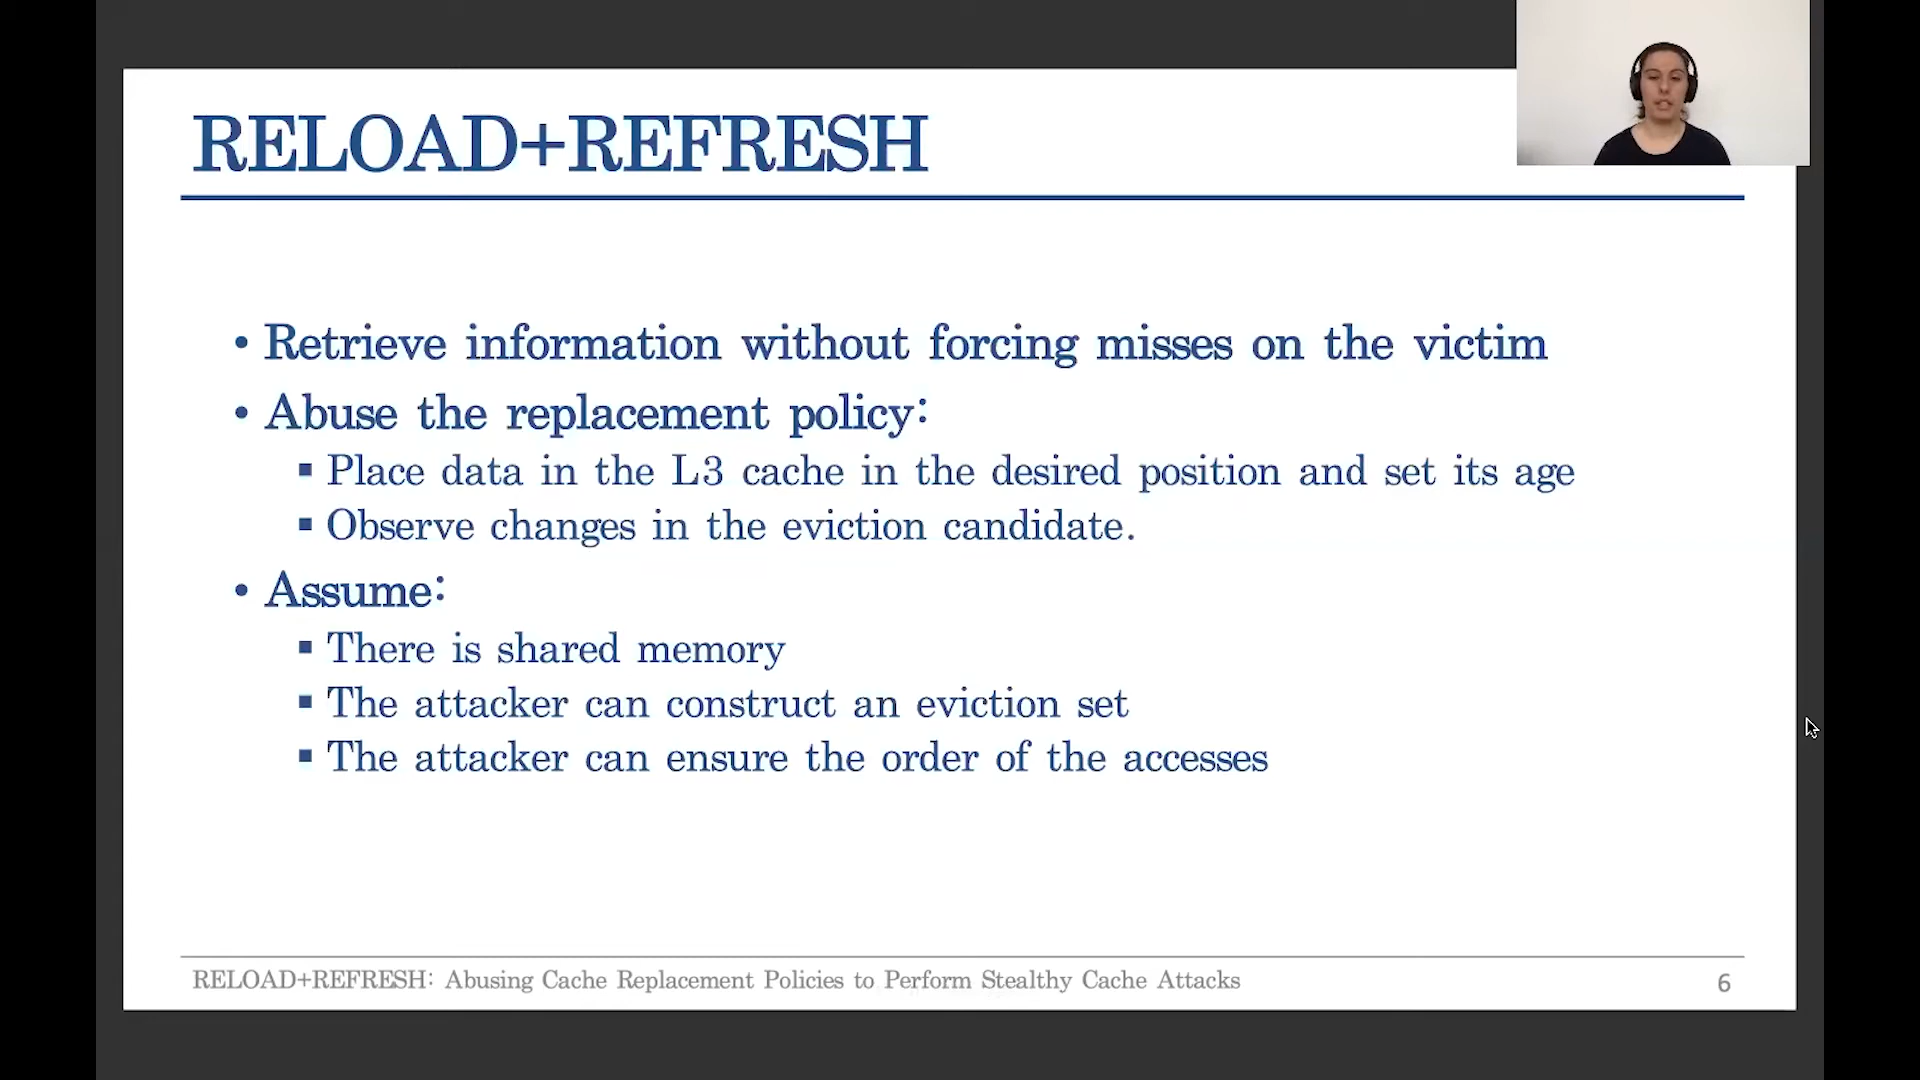 RELOAD+REFRESH
• Retrieve information without forcing misses on the victim
• Abuse the replacement policy:
▪ Place data in the L3 cache in the desired position and set its age
▪ Observe changes in the eviction candidate.
• Assume:
▪ There is shared memory
▪ The attacker can construct an eviction set
▪ The attacker can ensure the order of the accesses
RELOAD+REFRESH: Abusing Cache Replacement Policies to Perform Stealthy Cache Attacks
6